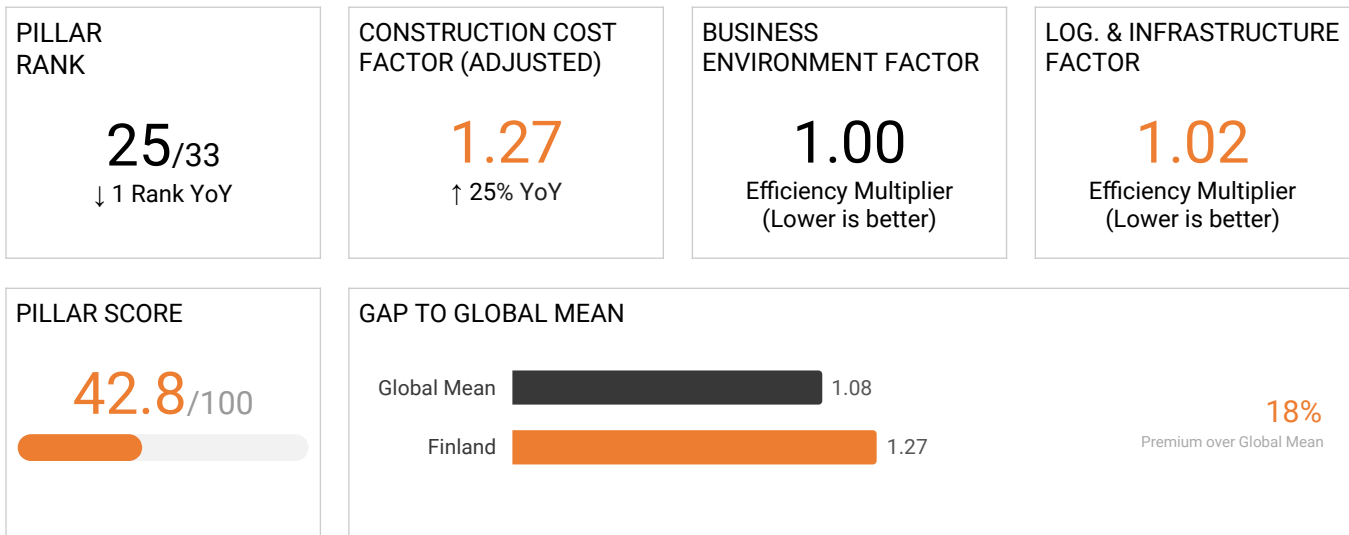 PILLAR
RANK
25/33
↓ 1 Rank YoY
CONSTRUCTION COST
FACTOR (ADJUSTED)
1.27
↑ 25% YoY
BUSINESS
ENVIRONMENT FACTOR
1.00
Efficiency Multiplier
(Lower is better)
LOG. & INFRASTRUCTURE
FACTOR
1.02
Efficiency Multiplier
(Lower is better)
PILLAR SCORE
42.8/100
GAP TO GLOBAL MEAN
Global Mean 1.08
Finland 1.27
18%
Premium over Global Mean